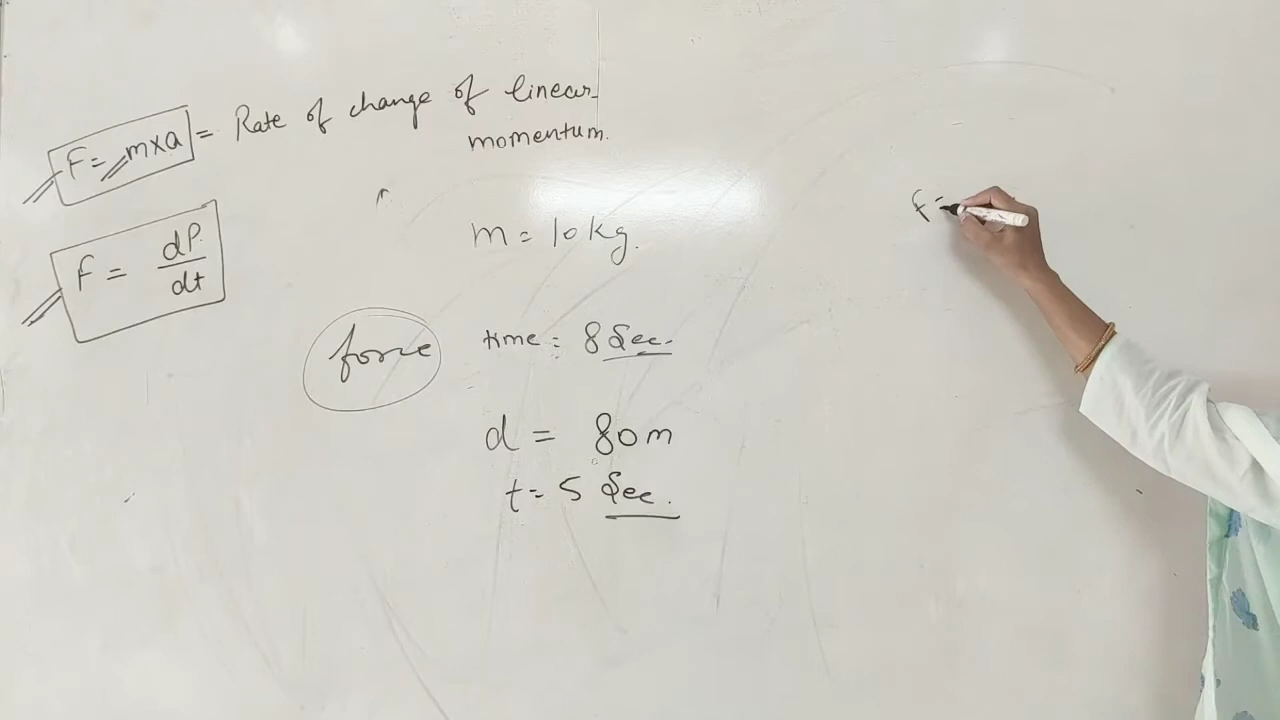 F = m×a = Rate of change of linear
momentum.
F = dP/dt
m = 10 kg.
force
time = 8 Sec.
d = 80 m
t = 5 Sec.
F =